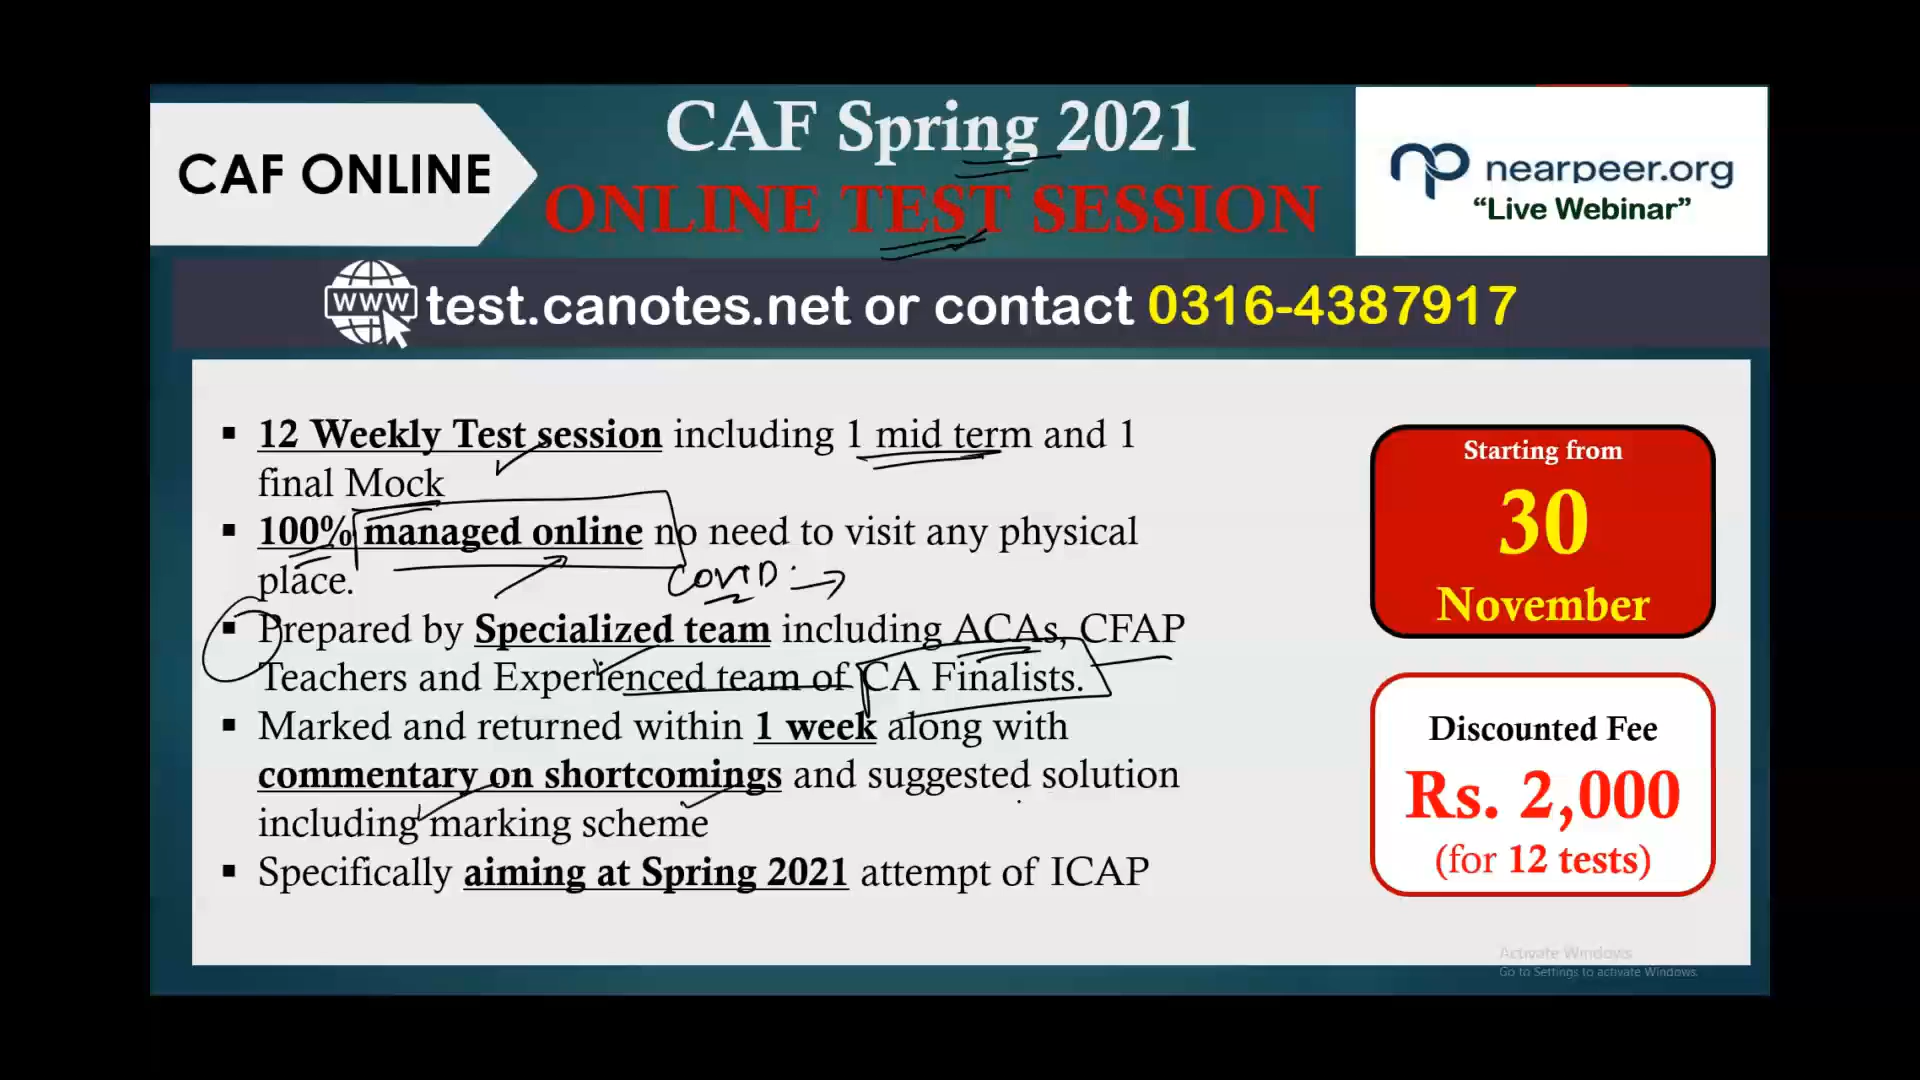 CAF ONLINE
CAF Spring 2021
ONLINE TEST SESSION
np nearpeer.org
“Live Webinar”
WWW test.canotes.net or contact 0316-4387917
▪ 12 Weekly Test session including 1 mid term and 1
final Mock
▪ 100% managed online no need to visit any physical
place.
COVID
▪ Prepared by Specialized team including ACAs, CFAP
Teachers and Experienced team of CA Finalists.
▪ Marked and returned within 1 week along with
commentary on shortcomings and suggested solution
including marking scheme
▪ Specifically aiming at Spring 2021 attempt of ICAP
Starting from
30
November
Discounted Fee
Rs. 2,000
(for 12 tests)
Activate Windows
Go to Settings to activate Windows.